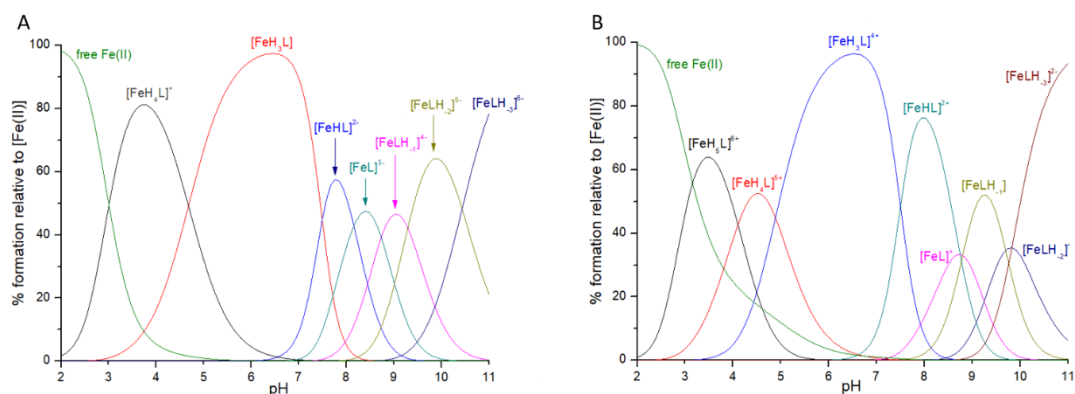 A
% formation relative to [Fe(II)]
100
80
60
40
20
0
free Fe(II)
[FeH₄L]⁺
[FeH₃L]
[FeHL]²⁻
[FeL]³⁻
[FeLH₋₁]⁴⁻
[FeLH₋₂]⁵⁻
[FeLH₋₃]⁶⁻
2 3 4 5 6 7 8 9 10 11
pH
B
% formation relative to [Fe(II)]
100
80
60
40
20
0
free Fe(II)
[FeH₅L]⁶⁺
[FeH₄L]⁵⁺
[FeH₃L]⁴⁺
[FeHL]²⁺
[FeL]⁺
[FeLH₋₁]
[FeLH₋₂]⁻
[FeLH₋₃]²⁻
2 3 4 5 6 7 8 9 10 11
pH